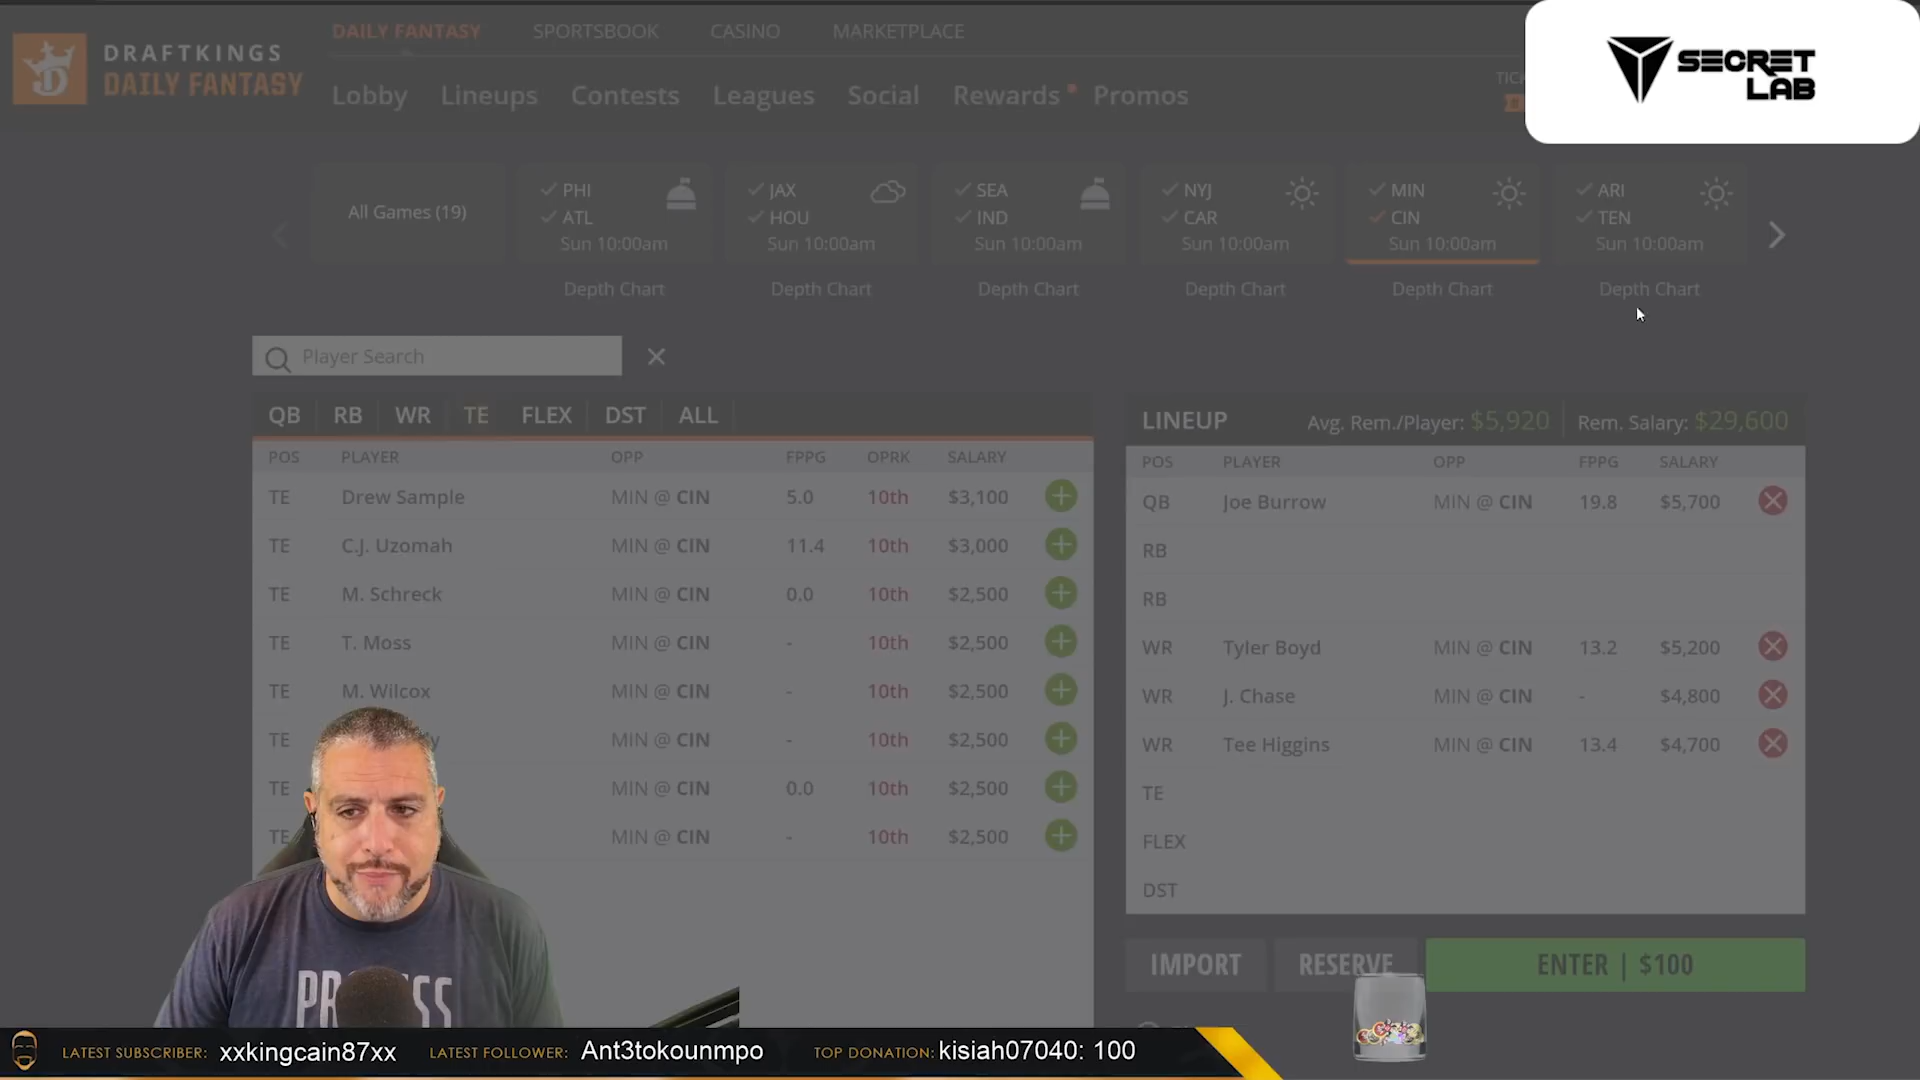 DRAFTKINGS
DAILY FANTASY
DAILY FANTASY SPORTSBOOK CASINO MARKETPLACE
Lobby Lineups Contests Leagues Social Rewards Promos
SECRET
LAB
All Games (19)
PHI
ATL
Sun 10:00am
Depth Chart
JAX
HOU
Sun 10:00am
Depth Chart
SEA
IND
Sun 10:00am
Depth Chart
NYJ
CAR
Sun 10:00am
Depth Chart
MIN
CIN
Sun 10:00am
Depth Chart
ARI
TEN
Sun 10:00am
Depth Chart
Player Search
QB RB WR TE FLEX DST ALL
POS PLAYER OPP FPPG OPRK SALARY
TE Drew Sample MIN @ CIN 5.0 10th $3,100
TE C.J. Uzomah MIN @ CIN 11.4 10th $3,000
TE M. Schreck MIN @ CIN 0.0 10th $2,500
TE T. Moss MIN @ CIN - 10th $2,500
TE M. Wilcox MIN @ CIN - 10th $2,500
TE MIN @ CIN - 10th $2,500
TE MIN @ CIN 0.0 10th $2,500
TE MIN @ CIN - 10th $2,500
LINEUP Avg. Rem./Player: $5,920 Rem. Salary: $29,600
POS PLAYER OPP FPPG SALARY
QB Joe Burrow MIN @ CIN 19.8 $5,700
RB
RB
WR Tyler Boyd MIN @ CIN 13.2 $5,200
WR J. Chase MIN @ CIN - $4,800
WR Tee Higgins MIN @ CIN 13.4 $4,700
TE
FLEX
DST
IMPORT RESERVE ENTER | $100
LATEST SUBSCRIBER: xxkingcain87xx LATEST FOLLOWER: Ant3tokounmpo TOP DONATION: kisiah07040: 100